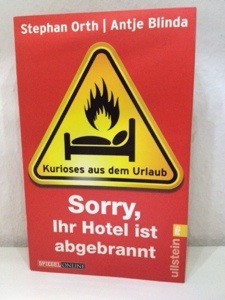 Stephan Orth | Antje Blinda
Kurioses aus dem Urlaub
Sorry,
Ihr Hotel ist
abgebrannt
ullstein
SPIEGEL ONLINE